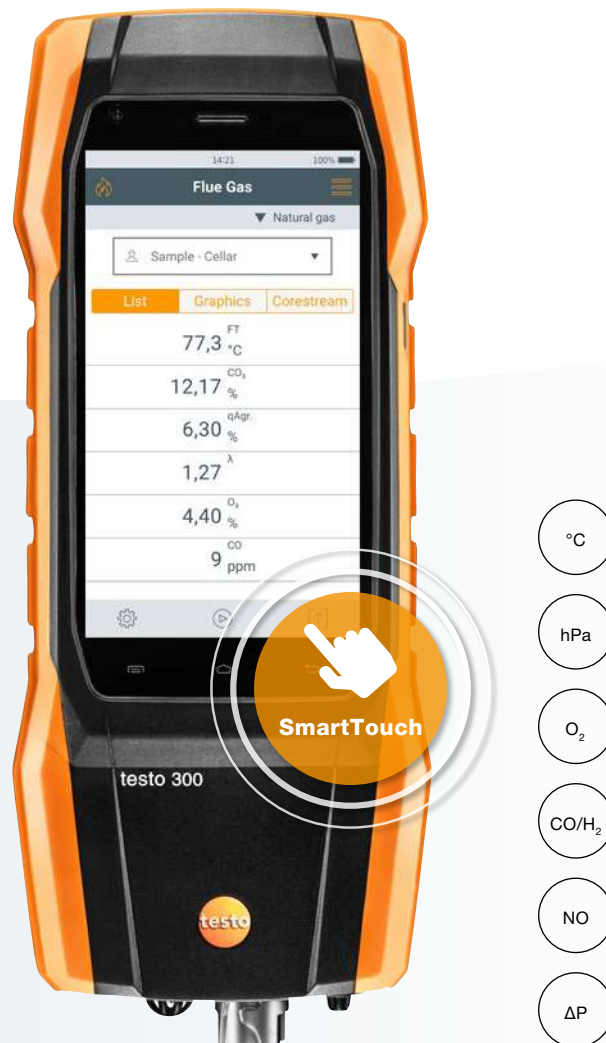 14:21 100%
Flue Gas
▼ Natural gas
Sample - Cellar ▼
List Graphics Corestream
77,3 FT °C
12,17 CO₂ %
6,30 qAgr. %
1,27 λ
4,40 O₂ %
9 CO ppm
SmartTouch
testo 300
testo
°C
hPa
O₂
CO/H₂
NO
ΔP